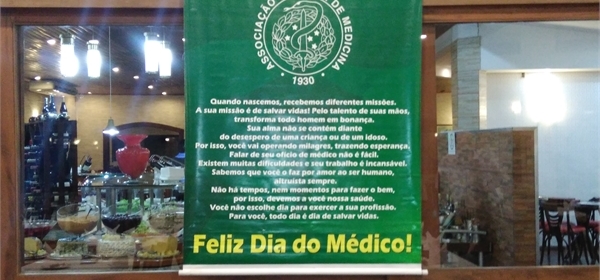 ASSOCIAÇÃO DE MEDICINA
1930
Quando nascemos, recebemos diferentes missões.
A sua missão é de salvar vidas! Pelo talento de suas mãos,
transforma todo homem em bonança.
Sua alma não se contém diante
do desespero de uma criança ou de um idoso.
Por isso, você vai operando milagres, trazendo esperança.
Falar de seu ofício de médico não é fácil.
Existem muitas dificuldades e seu trabalho é incansável.
Sabemos que você o faz por amor ao ser humano,
altruísta sempre.
Não há tempos, nem momentos para fazer o bem,
por isso, devemos a você nossa saúde.
Você não escolhe dia para exercer a sua profissão.
Para você, todo dia é dia de salvar vidas.
Feliz Dia do Médico!